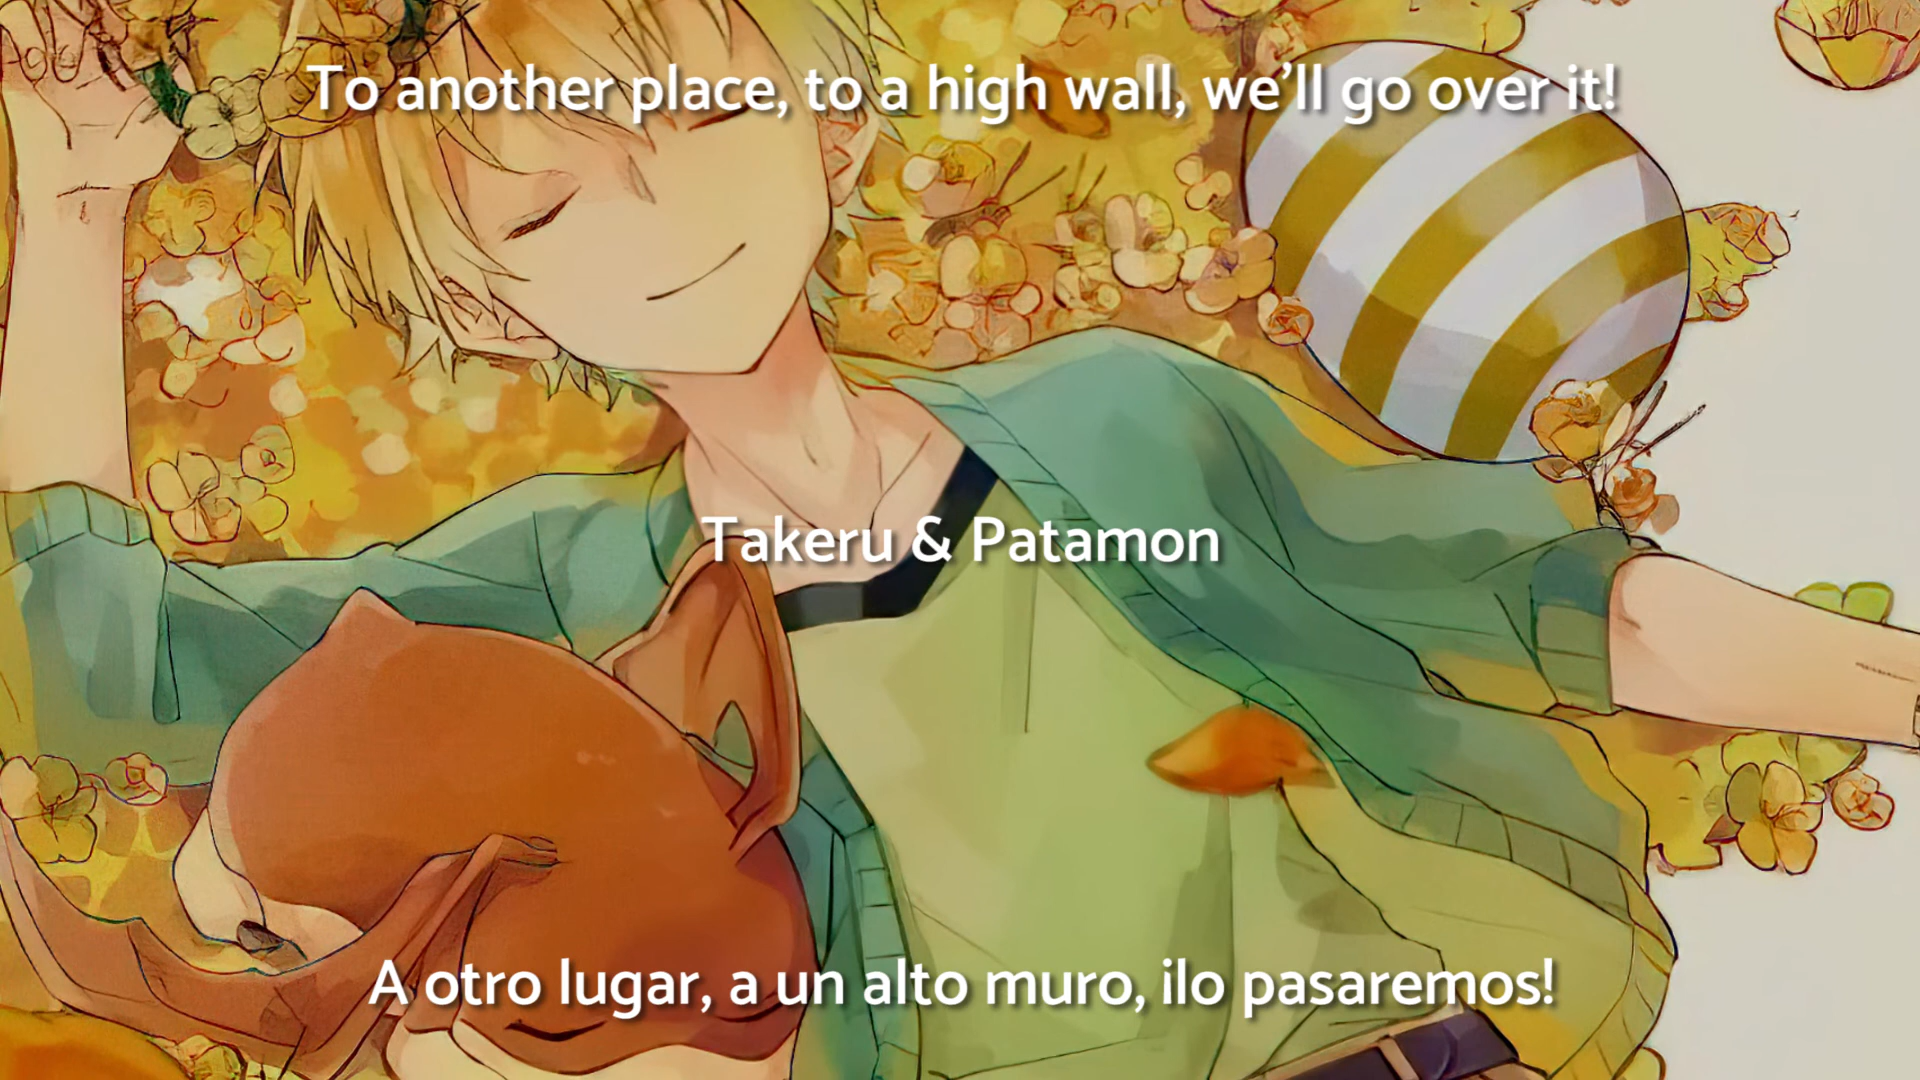 To another place, to a high wall, we’ll go over it!
Takeru & Patamon
A otro lugar, a un alto muro, ¡lo pasaremos!